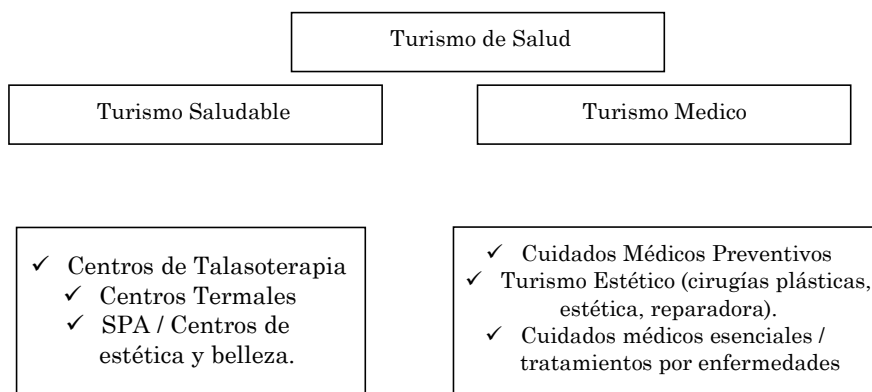 Turismo de Salud
Turismo Saludable
Turismo Medico
✓ Centros de Talasoterapia
✓ Centros Termales
✓ SPA / Centros de
estética y belleza.
✓ Cuidados Médicos Preventivos
✓ Turismo Estético (cirugías plásticas,
estética, reparadora).
✓ Cuidados médicos esenciales /
tratamientos por enfermedades